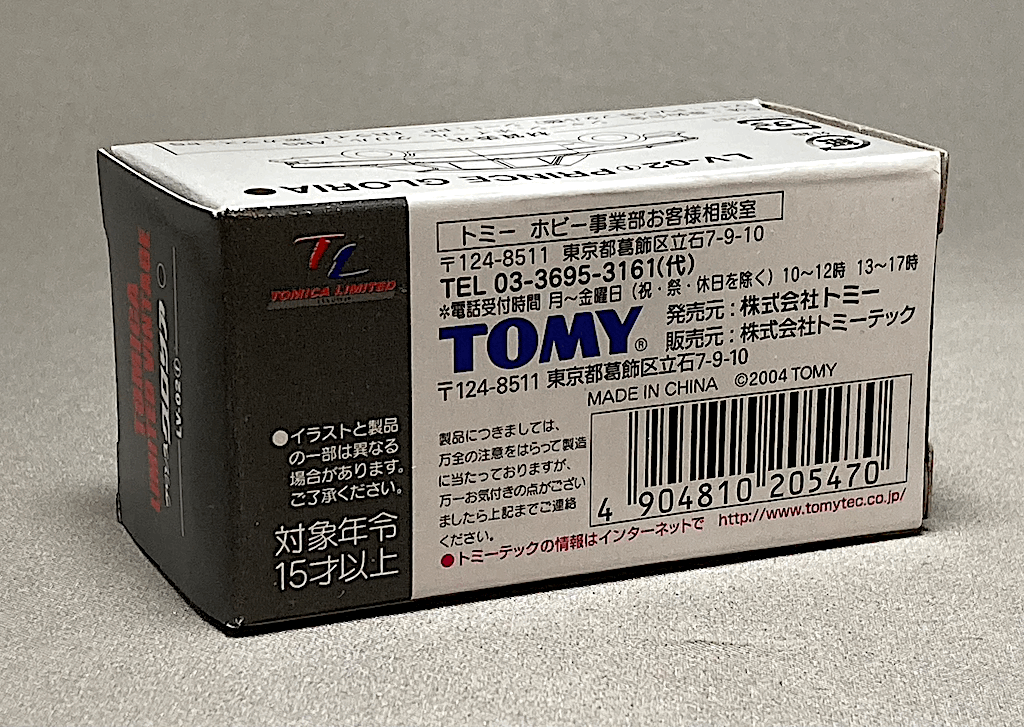 LV-02① PRINCE GLORIA ●
TL
TOMICA LIMITED
●イラストと製品
の一部は異なる
場合があります。
ご了承ください。
対象年令
15才以上
トミー ホビー事業部お客様相談室
〒124-8511 東京都葛飾区立石7-9-10
TEL 03-3695-3161(代)
※電話受付時間 月～金曜日(祝・祭・休日を除く) 10～12時 13～17時
TOMY®
発売元:株式会社トミー
販売元:株式会社トミーテック
〒124-8511 東京都葛飾区立石7-9-10
MADE IN CHINA ©2004 TOMY
製品につきましては、
万全の注意をはらって製造
に当たっておりますが、
万一お気付きの点がござい
ましたら上記までご連絡
ください。
4 904810 205470
●トミーテックの情報はインターネットで http://www.tomytec.co.jp/
TOMICA
LIMITED VINTAGE
LV-02①